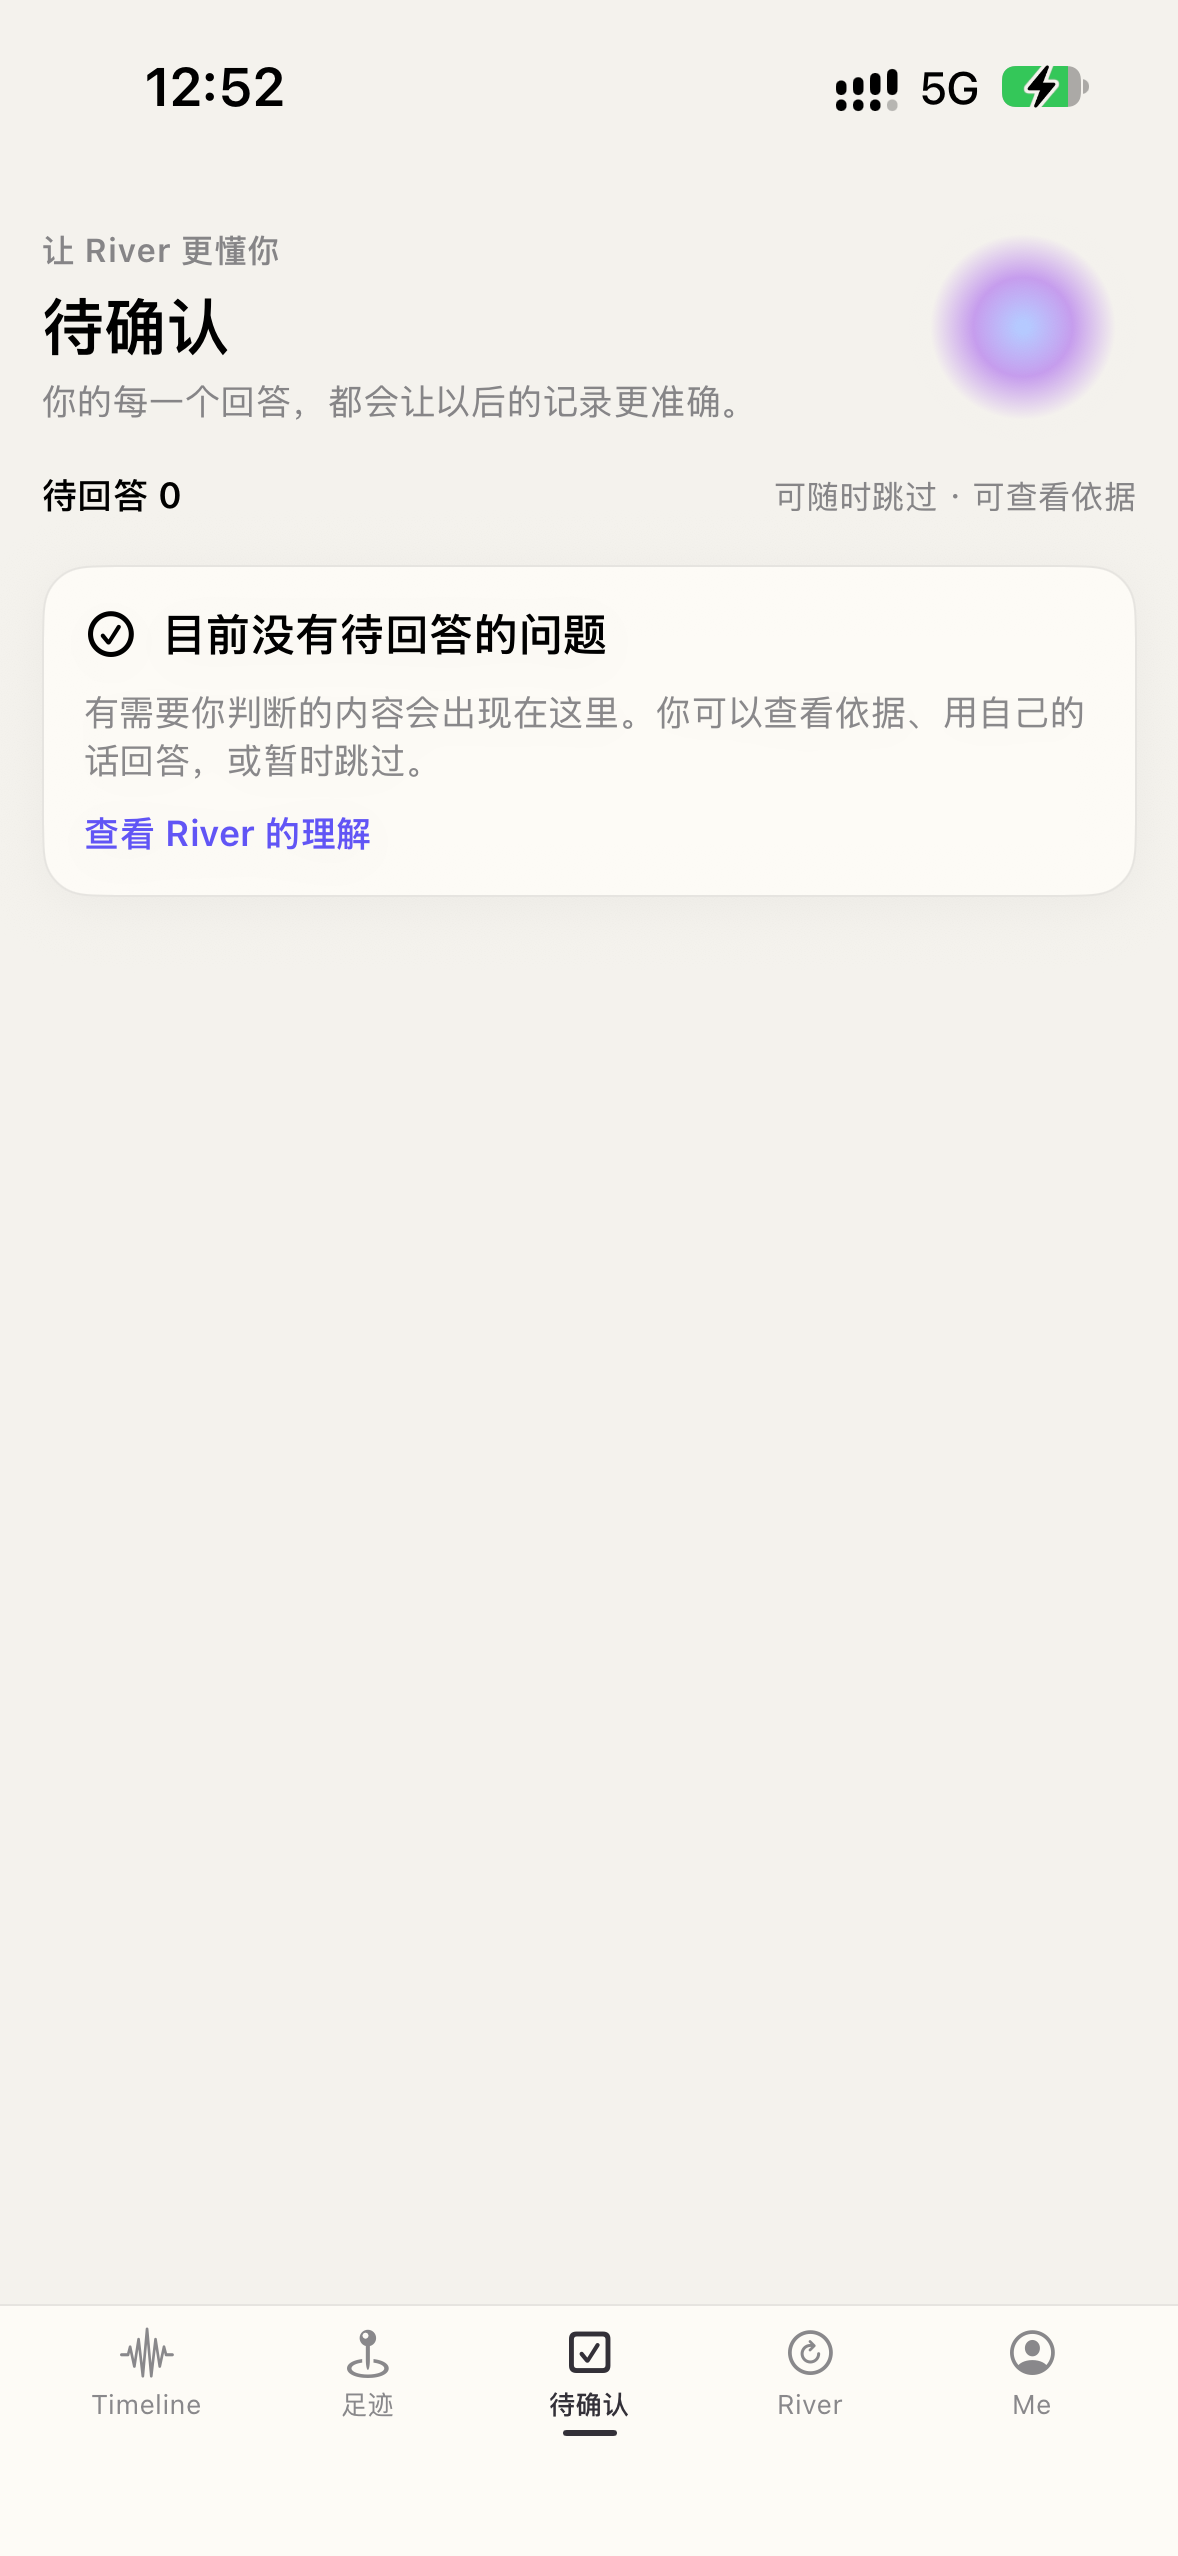 12:52
5G
让 River 更懂你
待确认
你的每一个回答，都会让以后的记录更准确。
待回答 0
可随时跳过 · 可查看依据
目前没有待回答的问题
有需要你判断的内容会出现在这里。你可以查看依据、用自己的
话回答，或暂时跳过。
查看 River 的理解
Timeline
足迹
待确认
River
Me